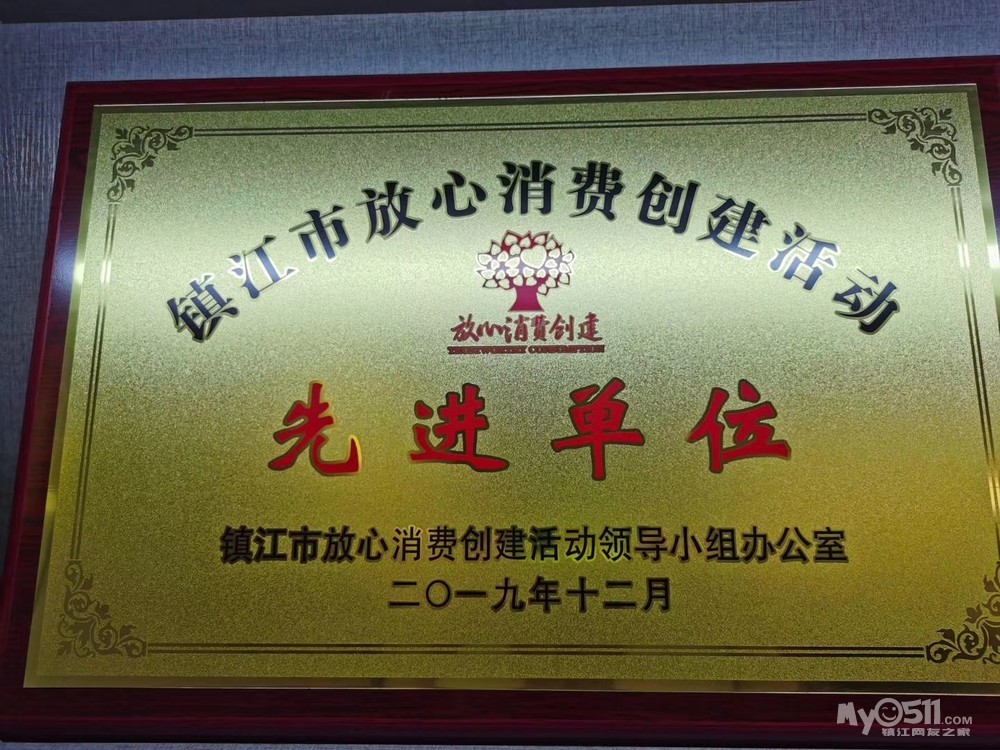 镇江市放心消费创建活动
放心消费创建
TRUSTWORTHY CONSUMPTION
先进单位
镇江市放心消费创建活动领导小组办公室
二〇一九年十二月
My0511.COM
镇江网友之家